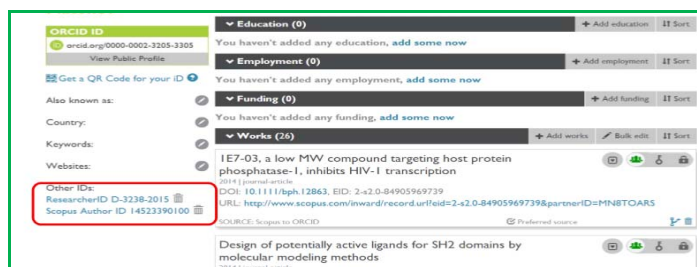 ORCID ID
orcid.org/0000-0002-3205-3305
View Public Profile
Get a QR Code for your iD
Also known as:
Country:
Keywords:
Websites:
Other IDs:
ResearcherID D-3238-2015
Scopus Author ID 14523390100
Education (0)
Add education Sort
You haven't added any education, add some now
Employment (0)
Add employment Sort
You haven't added any employment, add some now
Funding (0)
Add funding Sort
You haven't added any funding, add some now
Works (26)
Add works Bulk edit Sort
1E7-03, a low MW compound targeting host protein
phosphatase-1, inhibits HIV-1 transcription
2014 | journal-article
DOI: 10.1111/bph.12863, EID: 2-s2.0-84905969739
URL: http://www.scopus.com/inward/record.url?eid=2-s2.0-84905969739&partnerID=MN8TOARS
SOURCE: Scopus to ORCID Preferred source
Design of potentially active ligands for SH2 domains by
molecular modeling methods
2014 | journal-article